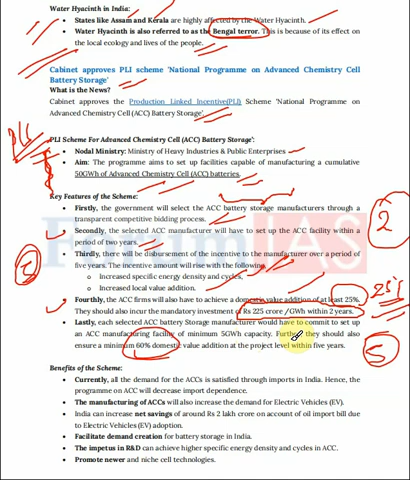 Water Hyacinth in India:
States like Assam and Kerala are highly affected by the Water Hyacinth.
Water Hyacinth is also referred to as the Bengal terror. This is because of its effect on
the local ecology and lives of the people.
Cabinet approves PLI scheme 'National Programme on Advanced Chemistry Cell
Battery Storage'
What is the News?
Cabinet approves the Production Linked Incentive(PLI) Scheme 'National Programme on
Advanced Chemistry Cell (ACC) Battery Storage'.
PLI
PLI Scheme For Advanced Chemistry Cell (ACC) Battery Storage':
Nodal Ministry: Ministry of Heavy Industries & Public Enterprises
Aim: The programme aims to set up facilities capable of manufacturing a cumulative
50GWh of Advanced Chemistry Cell (ACC) batteries.
Key Features of the Scheme:
Firstly, the government will select the ACC battery storage manufacturers through a
transparent competitive bidding process.
2
Secondly, the selected ACC manufacturer will have to set up the ACC facility within a
period of two years.
Forum IAS
Thirdly, there will be disbursement of the incentive to the manufacturer over a period of
five years. The incentive amount will rise with the following
Increased specific energy density and cycles,
Increased local value addition.
Fourthly, the ACC firms will also have to achieve a domestic value addition of at least 25%.
They should also incur the mandatory investment of Rs 225 crore /GWh within 2 years.
Lastly, each selected ACC battery Storage manufacturer would have to commit to set up
an ACC manufacturing facility of minimum 5GWh capacity. Further, they should also
ensure a minimum 60% domestic value addition at the project level within five years.
5
Benefits of the Scheme:
Currently, all the demand for the ACCs is satisfied through imports in India. Hence, the
programme on ACC will decrease import dependence.
The manufacturing of ACCs will also increase the demand for Electric Vehicles (EV).
India can increase net savings of around Rs 2 lakh crore on account of oil import bill due
to Electric Vehicles (EV) adoption.
Facilitate demand creation for battery storage in India.
The impetus in R&D can achieve higher specific energy density and cycles in ACC.
Promote newer and niche cell technologies.